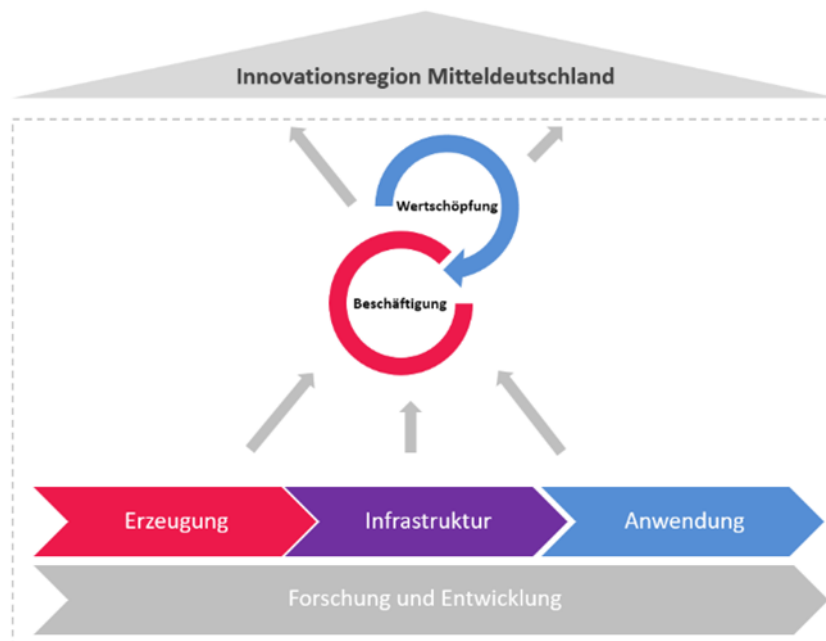 Innovationsregion Mitteldeutschland
Wertschöpfung
Beschäftigung
Erzeugung
Infrastruktur
Anwendung
Forschung und Entwicklung